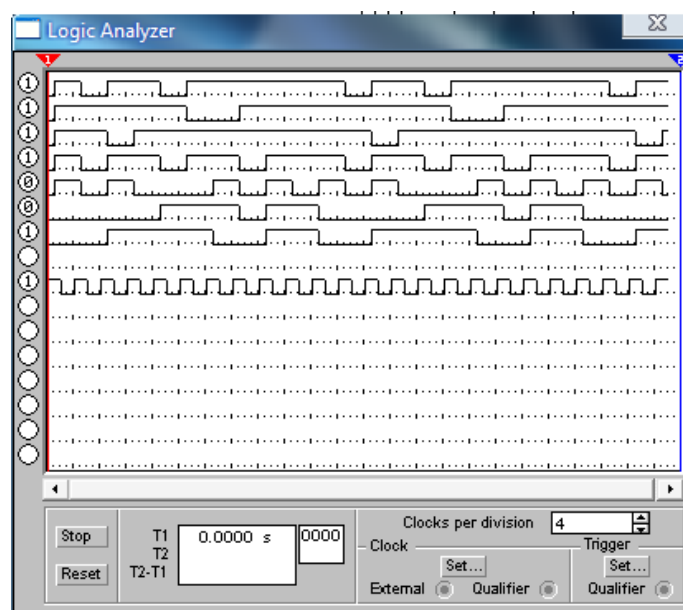 Logic Analyzer
1
2
1
1
1
1
0
0
1
1
Stop
Reset
T1
T2
T2-T1
0.0000 s
0000
Clocks per division
4
Clock
Set...
External
Qualifier
Trigger
Set...
Qualifier